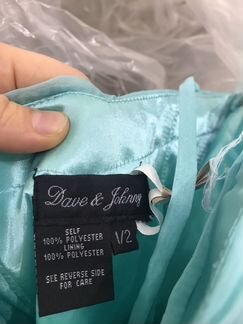 Dave & Johnny
SELF
100% POLYESTER
LINING
100% POLYESTER
1/2
SEE REVERSE SIDE
FOR CARE